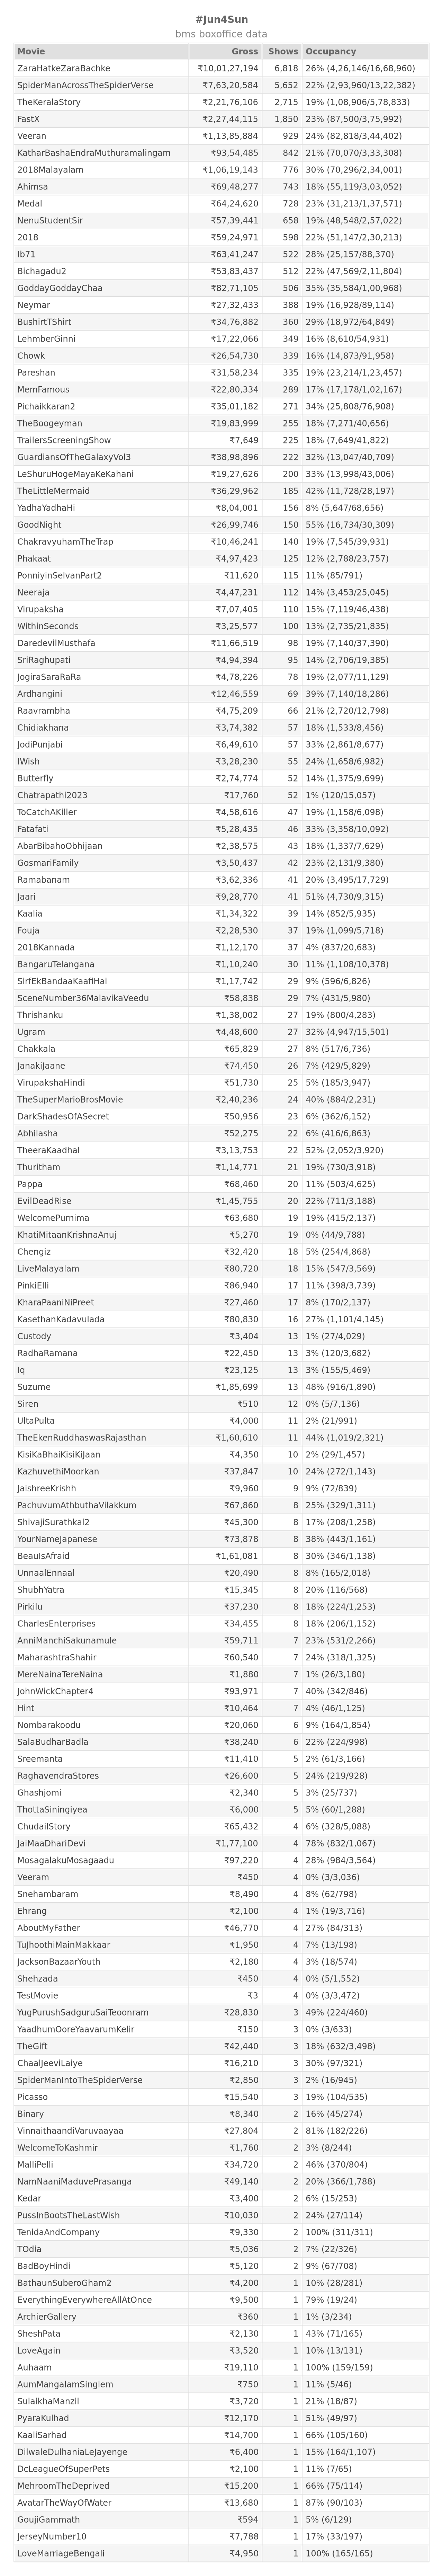 #Jun4Sun
bms boxoffice data
Movie Gross Shows Occupancy
ZaraHatkeZaraBachke ₹10,01,27,194 6,818 26% (4,26,146/16,68,960)
SpiderManAcrossTheSpiderVerse ₹7,63,20,584 5,652 22% (2,93,960/13,22,382)
TheKeralaStory ₹2,21,76,106 2,715 19% (1,08,906/5,78,833)
FastX ₹2,27,44,115 1,850 23% (87,500/3,75,992)
Veeran ₹1,13,85,884 929 24% (82,818/3,44,402)
KatharBashaEndraMuthuramalingam ₹93,54,485 842 21% (70,070/3,33,308)
2018Malayalam ₹1,06,19,143 776 30% (70,296/2,34,001)
Ahimsa ₹69,48,277 743 18% (55,119/3,03,052)
Medal ₹64,24,620 728 23% (31,213/1,37,571)
NenuStudentSir ₹57,39,441 658 19% (48,548/2,57,022)
2018 ₹59,24,971 598 22% (51,147/2,30,213)
Ib71 ₹63,41,247 522 28% (25,157/88,370)
Bichagadu2 ₹53,83,437 512 22% (47,569/2,11,804)
GoddayGoddayChaa ₹82,71,105 506 35% (35,584/1,00,968)
Neymar ₹27,32,433 388 19% (16,928/89,114)
BushirtTShirt ₹34,76,882 360 29% (18,972/64,849)
LehmberGinni ₹17,22,066 349 16% (8,610/54,931)
Chowk ₹26,54,730 339 16% (14,873/91,958)
Pareshan ₹31,58,234 335 19% (23,214/1,23,457)
MemFamous ₹22,80,334 289 17% (17,178/1,02,167)
Pichaikkaran2 ₹35,01,182 271 34% (25,808/76,908)
TheBoogeyman ₹19,83,999 255 18% (7,271/40,656)
TrailersScreeningShow ₹7,649 225 18% (7,649/41,822)
GuardiansOfTheGalaxyVol3 ₹38,98,896 222 32% (13,047/40,709)
LeShuruHogeMayaKeKahani ₹19,27,626 200 33% (13,998/43,006)
TheLittleMermaid ₹36,29,962 185 42% (11,728/28,197)
YadhaYadhaHi ₹8,04,001 156 8% (5,647/68,656)
GoodNight ₹26,99,746 150 55% (16,734/30,309)
ChakravyuhamTheTrap ₹10,46,241 140 19% (7,545/39,931)
Phakaat ₹4,97,423 125 12% (2,788/23,757)
PonniyinSelvanPart2 ₹11,620 115 11% (85/791)
Neeraja ₹4,47,231 112 14% (3,453/25,045)
Virupaksha ₹7,07,405 110 15% (7,119/46,438)
WithinSeconds ₹3,25,577 100 13% (2,735/21,835)
DaredevilMusthafa ₹11,66,519 98 19% (7,140/37,390)
SriRaghupati ₹4,94,394 95 14% (2,706/19,385)
JogiraSaraRaRa ₹4,78,226 78 19% (2,077/11,129)
Ardhangini ₹12,46,559 69 39% (7,140/18,286)
Raavrambha ₹4,75,209 66 21% (2,720/12,798)
Chidiakhana ₹3,74,382 57 18% (1,533/8,456)
JodiPunjabi ₹6,49,610 57 33% (2,861/8,677)
IWish ₹3,28,230 55 24% (1,658/6,982)
Butterfly ₹2,74,774 52 14% (1,375/9,699)
Chatrapathi2023 ₹17,760 52 1% (120/15,057)
ToCatchAKiller ₹4,58,616 47 19% (1,158/6,098)
Fatafati ₹5,28,435 46 33% (3,358/10,092)
AbarBibahoObhijaan ₹2,38,575 43 18% (1,337/7,629)
GosmariFamily ₹3,50,437 42 23% (2,131/9,380)
Ramabanam ₹3,62,336 41 20% (3,495/17,729)
Jaari ₹9,28,770 41 51% (4,730/9,315)
Kaalia ₹1,34,322 39 14% (852/5,935)
Fouja ₹2,28,530 37 19% (1,099/5,718)
2018Kannada ₹1,12,170 37 4% (837/20,683)
BangaruTelangana ₹1,10,240 30 11% (1,108/10,378)
SirfEkBandaaKaafiHai ₹1,17,742 29 9% (596/6,826)
SceneNumber36MalavikaVeedu ₹58,838 29 7% (431/5,980)
Thrishanku ₹1,38,002 27 19% (800/4,283)
Ugram ₹4,48,600 27 32% (4,947/15,501)
Chakkala ₹65,829 27 8% (517/6,736)
JanakiJaane ₹74,450 26 7% (429/5,829)
VirupakshaHindi ₹51,730 25 5% (185/3,947)
TheSuperMarioBrosMovie ₹2,40,236 24 40% (884/2,231)
DarkShadesOfASecret ₹50,956 23 6% (362/6,152)
Abhilasha ₹52,275 22 6% (416/6,863)
TheeraKaadhal ₹3,13,753 22 52% (2,052/3,920)
Thuritham ₹1,14,771 21 19% (730/3,918)
Pappa ₹68,460 20 11% (503/4,625)
EvilDeadRise ₹1,45,755 20 22% (711/3,188)
WelcomePurnima ₹63,680 19 19% (415/2,137)
KhatiMitaanKrishnaAnuj ₹5,270 19 0% (44/9,788)
Chengiz ₹32,420 18 5% (254/4,868)
LiveMalayalam ₹80,720 18 15% (547/3,569)
PinkiElli ₹86,940 17 11% (398/3,739)
KharaPaaniNiPreet ₹27,460 17 8% (170/2,137)
KasethanKadavulada ₹80,830 16 27% (1,101/4,145)
Custody ₹3,404 13 1% (27/4,029)
RadhaRamana ₹22,450 13 3% (120/3,682)
Iq ₹23,125 13 3% (155/5,469)
Suzume ₹1,85,699 13 48% (916/1,890)
Siren ₹510 12 0% (5/7,136)
UltaPulta ₹4,000 11 2% (21/991)
TheEkenRuddhaswasRajasthan ₹1,60,610 11 44% (1,019/2,321)
KisiKaBhaiKisiKiJaan ₹4,350 10 2% (29/1,457)
KazhuvethiMoorkan ₹37,847 10 24% (272/1,143)
JaishreeKrishh ₹9,960 9 9% (72/839)
PachuvumAthbuthaVilakkum ₹67,860 8 25% (329/1,311)
ShivajiSurathkal2 ₹45,300 8 17% (208/1,258)
YourNameJapanese ₹73,878 8 38% (443/1,161)
BeauIsAfraid ₹1,61,081 8 30% (346/1,138)
UnnaalEnnaal ₹20,490 8 8% (165/2,018)
ShubhYatra ₹15,345 8 20% (116/568)
Pirkilu ₹37,230 8 18% (224/1,253)
CharlesEnterprises ₹34,455 8 18% (206/1,152)
AnniManchiSakunamule ₹59,711 7 23% (531/2,266)
MaharashtraShahir ₹60,540 7 24% (318/1,325)
MereNainaTereNaina ₹1,880 7 1% (26/3,180)
JohnWickChapter4 ₹93,971 7 40% (342/846)
Hint ₹10,464 7 4% (46/1,125)
Nombarakoodu ₹20,060 6 9% (164/1,854)
SalaBudharBadla ₹38,240 6 22% (224/998)
Sreemanta ₹11,410 5 2% (61/3,166)
RaghavendraStores ₹26,600 5 24% (219/928)
Ghashjomi ₹2,340 5 3% (25/737)
ThottaSiningiyea ₹6,000 5 5% (60/1,288)
ChudailStory ₹65,432 4 6% (328/5,088)
JaiMaaDhariDevi ₹1,77,100 4 78% (832/1,067)
MosagalakuMosagaadu ₹97,220 4 28% (984/3,564)
Veeram ₹450 4 0% (3/3,036)
Snehambaram ₹8,490 4 8% (62/798)
Ehrang ₹2,100 4 1% (19/3,716)
AboutMyFather ₹46,770 4 27% (84/313)
TuJhoothiMainMakkaar ₹1,950 4 7% (13/198)
JacksonBazaarYouth ₹2,180 4 3% (18/574)
Shehzada ₹450 4 0% (5/1,552)
TestMovie ₹3 4 0% (3/3,472)
YugPurushSadguruSaiTeoonram ₹28,830 3 49% (224/460)
YaadhumOoreYaavarumKelir ₹150 3 0% (3/633)
TheGift ₹42,440 3 18% (632/3,498)
ChaalJeeviLaiye ₹16,210 3 30% (97/321)
SpiderManIntoTheSpiderVerse ₹2,850 3 2% (16/945)
Picasso ₹15,540 3 19% (104/535)
Binary ₹8,340 2 16% (45/274)
VinnaithaandiVaruvaayaa ₹27,804 2 81% (182/226)
WelcomeToKashmir ₹1,760 2 3% (8/244)
MalliPelli ₹34,720 2 46% (370/804)
NamNaaniMaduvePrasanga ₹49,140 2 20% (366/1,788)
Kedar ₹3,400 2 6% (15/253)
PussInBootsTheLastWish ₹10,030 2 24% (27/114)
TenidaAndCompany ₹9,330 2 100% (311/311)
TOdia ₹5,036 2 7% (22/326)
BadBoyHindi ₹5,120 2 9% (67/708)
BathaunSuberoGham2 ₹4,200 1 10% (28/281)
EverythingEverywhereAllAtOnce ₹9,500 1 79% (19/24)
ArchierGallery ₹360 1 1% (3/234)
SheshPata ₹2,130 1 43% (71/165)
LoveAgain ₹3,520 1 10% (13/131)
Auhaam ₹19,110 1 100% (159/159)
AumMangalamSinglem ₹750 1 11% (5/46)
SulaikhaManzil ₹3,720 1 21% (18/87)
PyaraKulhad ₹12,170 1 51% (49/97)
KaaliSarhad ₹14,700 1 66% (105/160)
DilwaleDulhaniaLeJayenge ₹6,400 1 15% (164/1,107)
DcLeagueOfSuperPets ₹2,100 1 11% (7/65)
MehroomTheDeprived ₹15,200 1 66% (75/114)
AvatarTheWayOfWater ₹13,680 1 87% (90/103)
GoujiGammath ₹594 1 5% (6/129)
JerseyNumber10 ₹7,788 1 17% (33/197)
LoveMarriageBengali ₹4,950 1 100% (165/165)